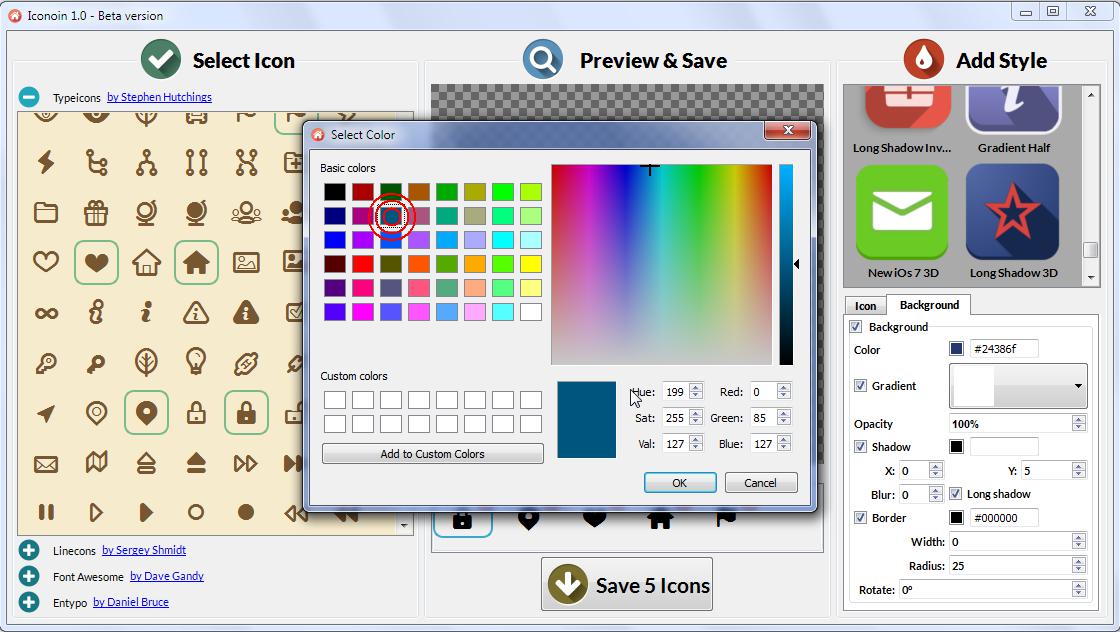 Iconoin 1.0 - Beta version
Select Icon
Preview & Save
Add Style
Typeicons by Stephen Hutchings
Select Color
Basic colors
Custom colors
Add to Custom Colors
Hue: 199 Red: 0
Sat: 255 Green: 85
Val: 127 Blue: 127
OK Cancel
Long Shadow Inv... Gradient Half
New iOs 7 3D Long Shadow 3D
Icon Background
Background
Color #24386f
Gradient
Opacity 100%
Shadow
X: 0 Y: 5
Blur: 0 Long shadow
Border #000000
Width: 0
Radius: 25
Rotate: 0º
Linecons by Sergey Shmidt
Font Awesome by Dave Gandy
Entypo by Daniel Bruce
Save 5 Icons